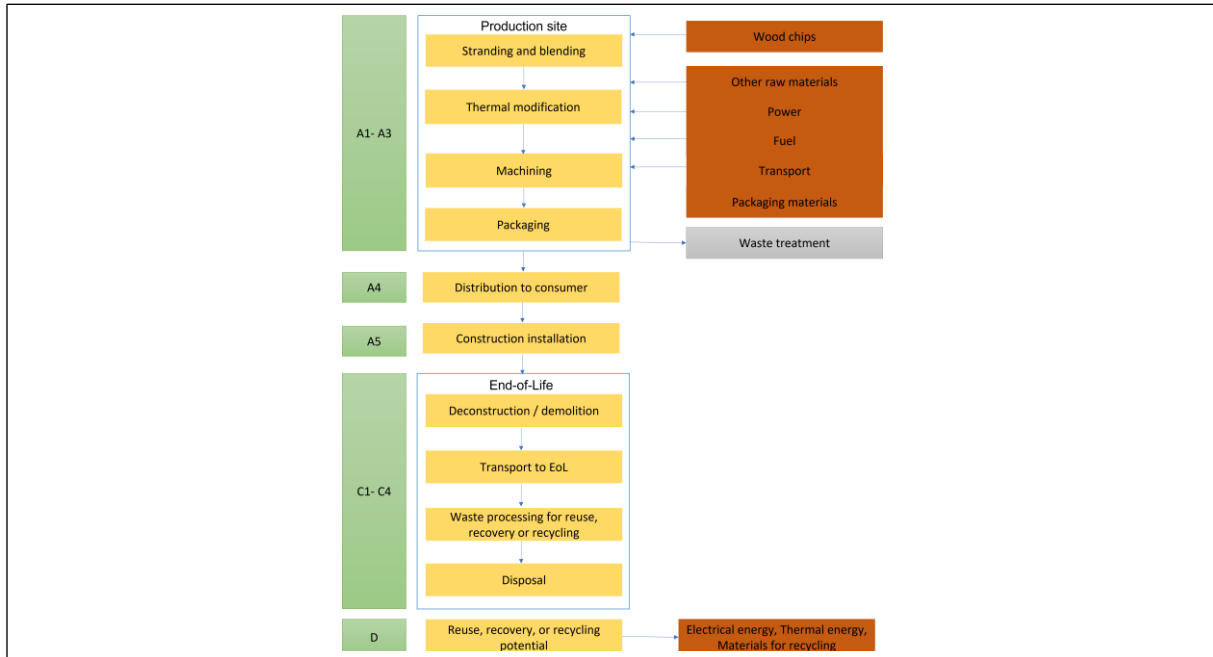 Production site
Wood chips
Stranding and blending
Other raw materials
Thermal modification
Power
A1- A3
Fuel
Machining
Transport
Packaging materials
Packaging
Waste treatment
A4
Distribution to consumer
A5
Construction installation
End-of-Life
Deconstruction / demolition
Transport to EoL
C1- C4
Waste processing for reuse,
recovery or recycling
Disposal
D
Reuse, recovery, or recycling
potential
Electrical energy, Thermal energy,
Materials for recycling